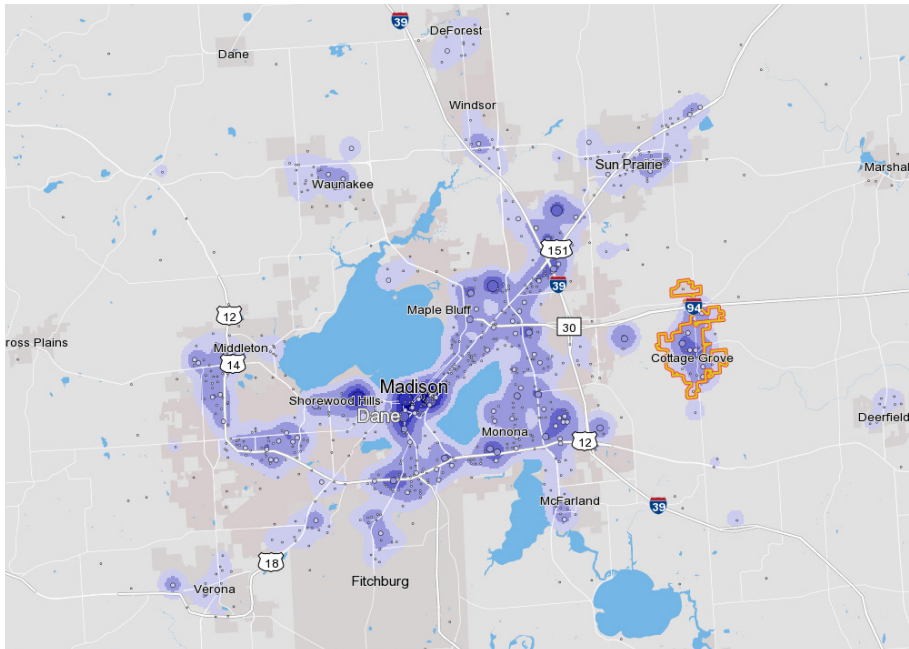 39
DeForest
Dane
Windsor
Sun Prairie
Marshal
Waunakee
151
39
94
12
Maple Bluff
30
ross Plains
Middleton
14
Cottage Grove
Madison
Shorewood Hills
Dane
Deerfield
Monona
12
McFarland
39
18
Fitchburg
Verona